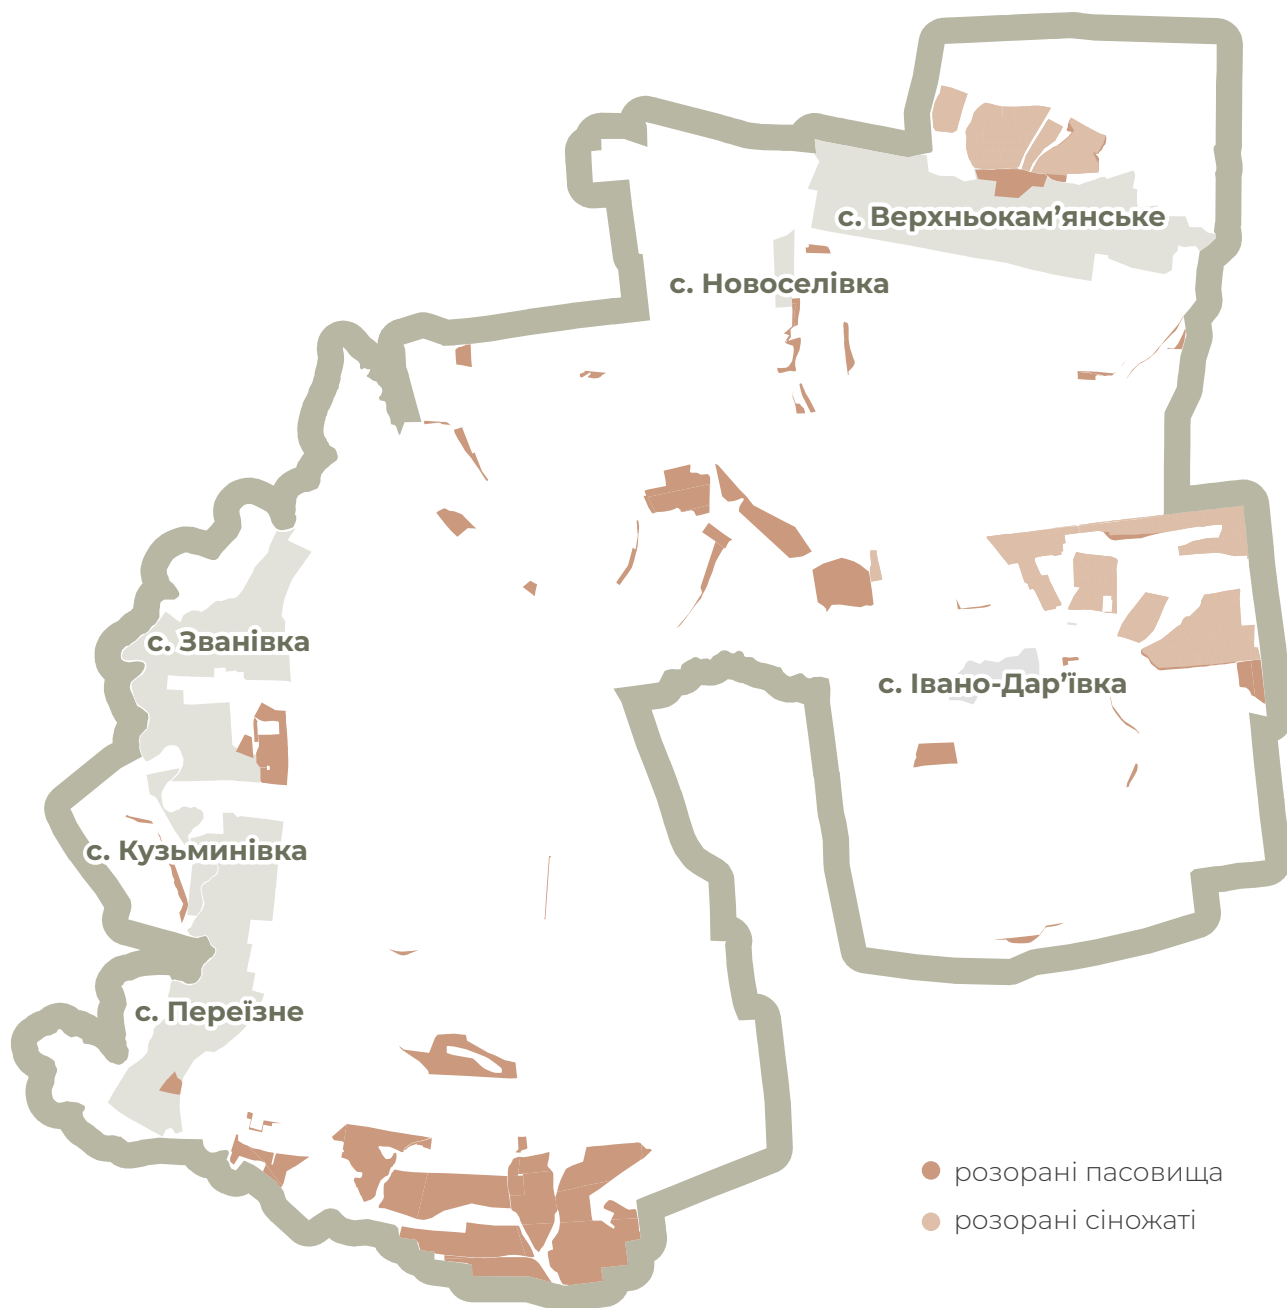 с. Верхньокам’янське
с. Новоселівка
с. Званівка
с. Івано-Дар’ївка
с. Кузьминівка
с. Переїзне
розорані пасовища
розорані сіножаті